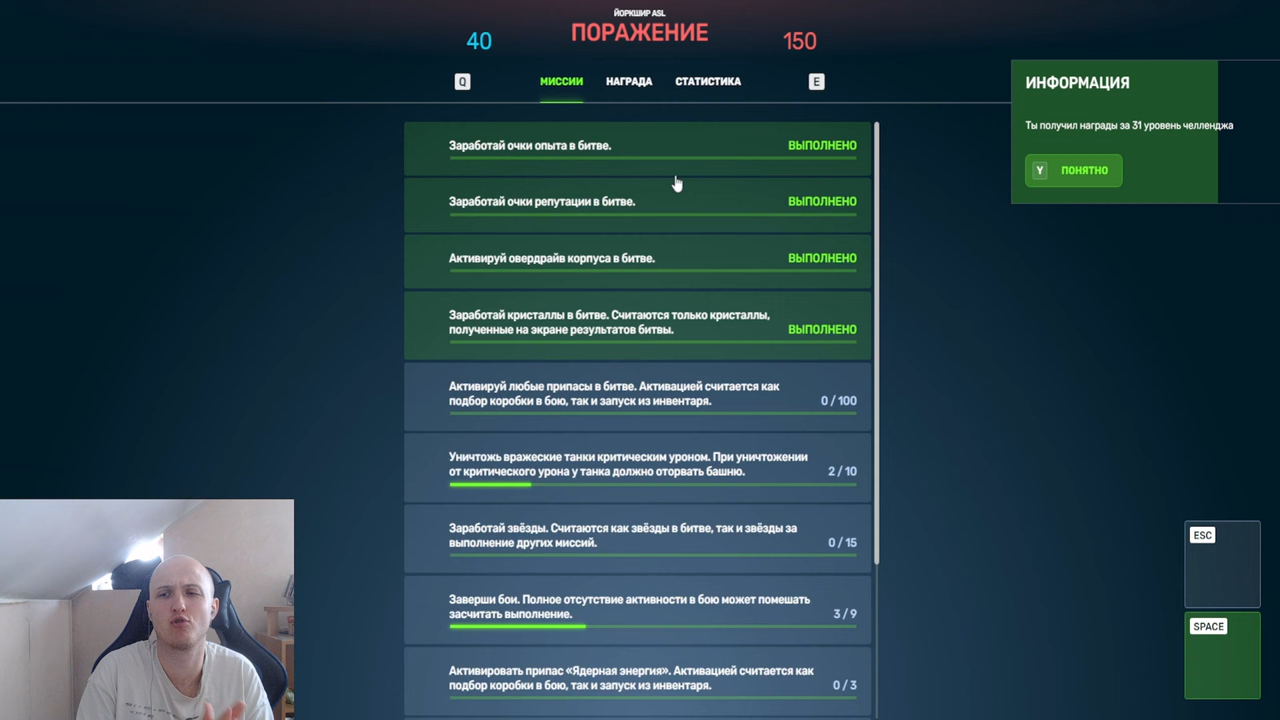 ЙОРКШИР ASL
40
ПОРАЖЕНИЕ
150
Q
МИССИИ
НАГРАДА
СТАТИСТИКА
E
ИНФОРМАЦИЯ
Ты получил награды за 31 уровень челленджа
Y
ПОНЯТНО
Заработай очки опыта в битве.
ВЫПОЛНЕНО
Заработай очки репутации в битве.
ВЫПОЛНЕНО
Активируй овердрайв корпуса в битве.
ВЫПОЛНЕНО
Заработай кристаллы в битве. Считаются только кристаллы,
полученные на экране результатов битвы.
ВЫПОЛНЕНО
Активируй любые припасы в битве. Активацией считается как
подбор коробки в бою, так и запуск из инвентаря.
0 / 100
Уничтожь вражеские танки критическим уроном. При уничтожении
от критического урона у танка должно оторвать башню.
2 / 10
Заработай звёзды. Считаются как звёзды в битве, так и звёзды за
выполнение других миссий.
0 / 15
Заверши бои. Полное отсутствие активности в бою может помешать
засчитать выполнение.
3 / 9
Активировать припас «Ядерная энергия». Активацией считается как
подбор коробки в бою, так и запуск из инвентаря.
0 / 3
ESC
SPACE